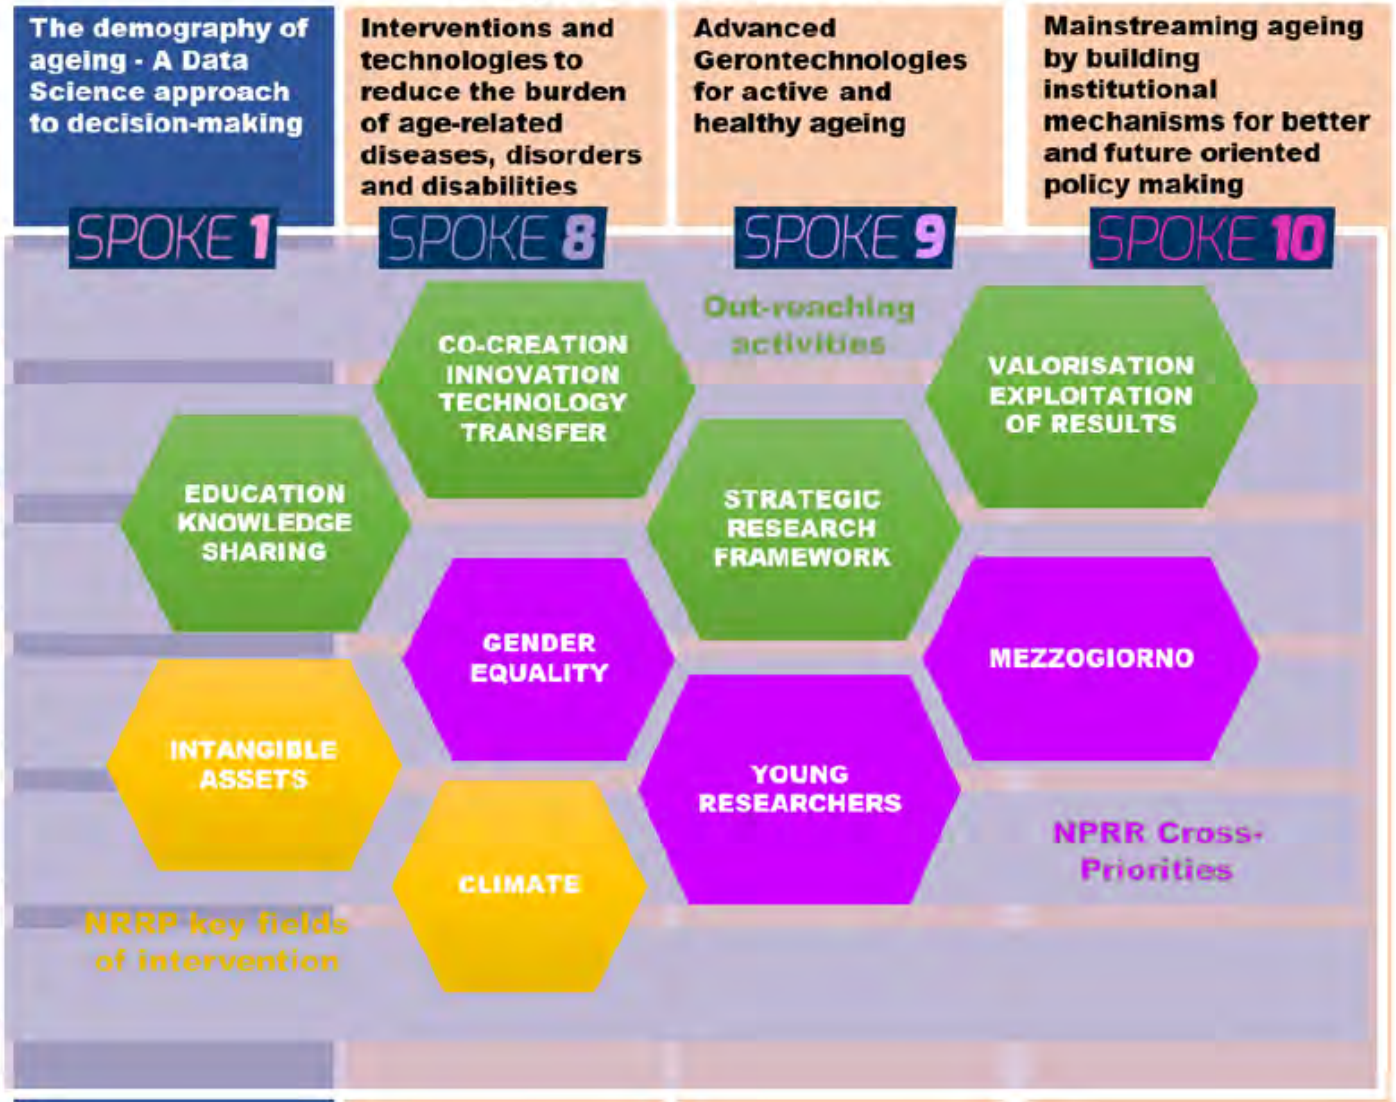 The demography of
ageing - A Data
Science approach
to decision-making
SPOKE 1
Interventions and
technologies to
reduce the burden
of age-related
diseases, disorders
and disabilities
SPOKE 8
Advanced
Gerontechnologies
for active and
healthy ageing
SPOKE 9
Mainstreaming ageing
by building
institutional
mechanisms for better
and future oriented
policy making
SPOKE 10
Out-reaching
activities
CO-CREATION
INNOVATION
TECHNOLOGY
TRANSFER
VALORISATION
EXPLOITATION
OF RESULTS
EDUCATION
KNOWLEDGE
SHARING
STRATEGIC
RESEARCH
FRAMEWORK
GENDER
EQUALITY
MEZZOGIORNO
INTANGIBLE
ASSETS
YOUNG
RESEARCHERS
CLIMATE
NPRR Cross-
Priorities
NRRP key fields
of intervention